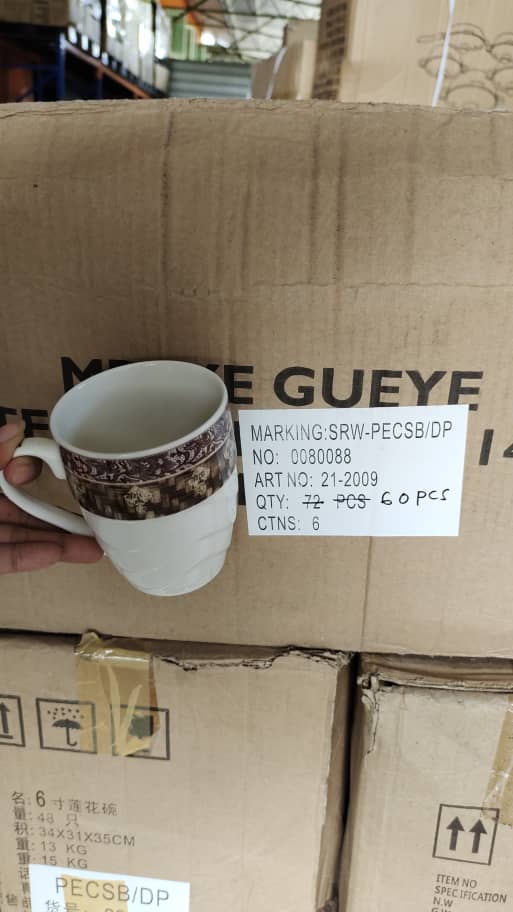 GUEYE
MARKING:SRW-PECSB/DP
NO: 0080088
ART NO: 21-2009
QTY: 72 PCS 60 PCS
CTNS: 6
名: 6寸莲花碗
量: 48 只
积: 34X31X35CM
重: 13 KG
重: 15 KG
PECSB/DP
货号:
ITEM NO
SPECIFICATION
N.W